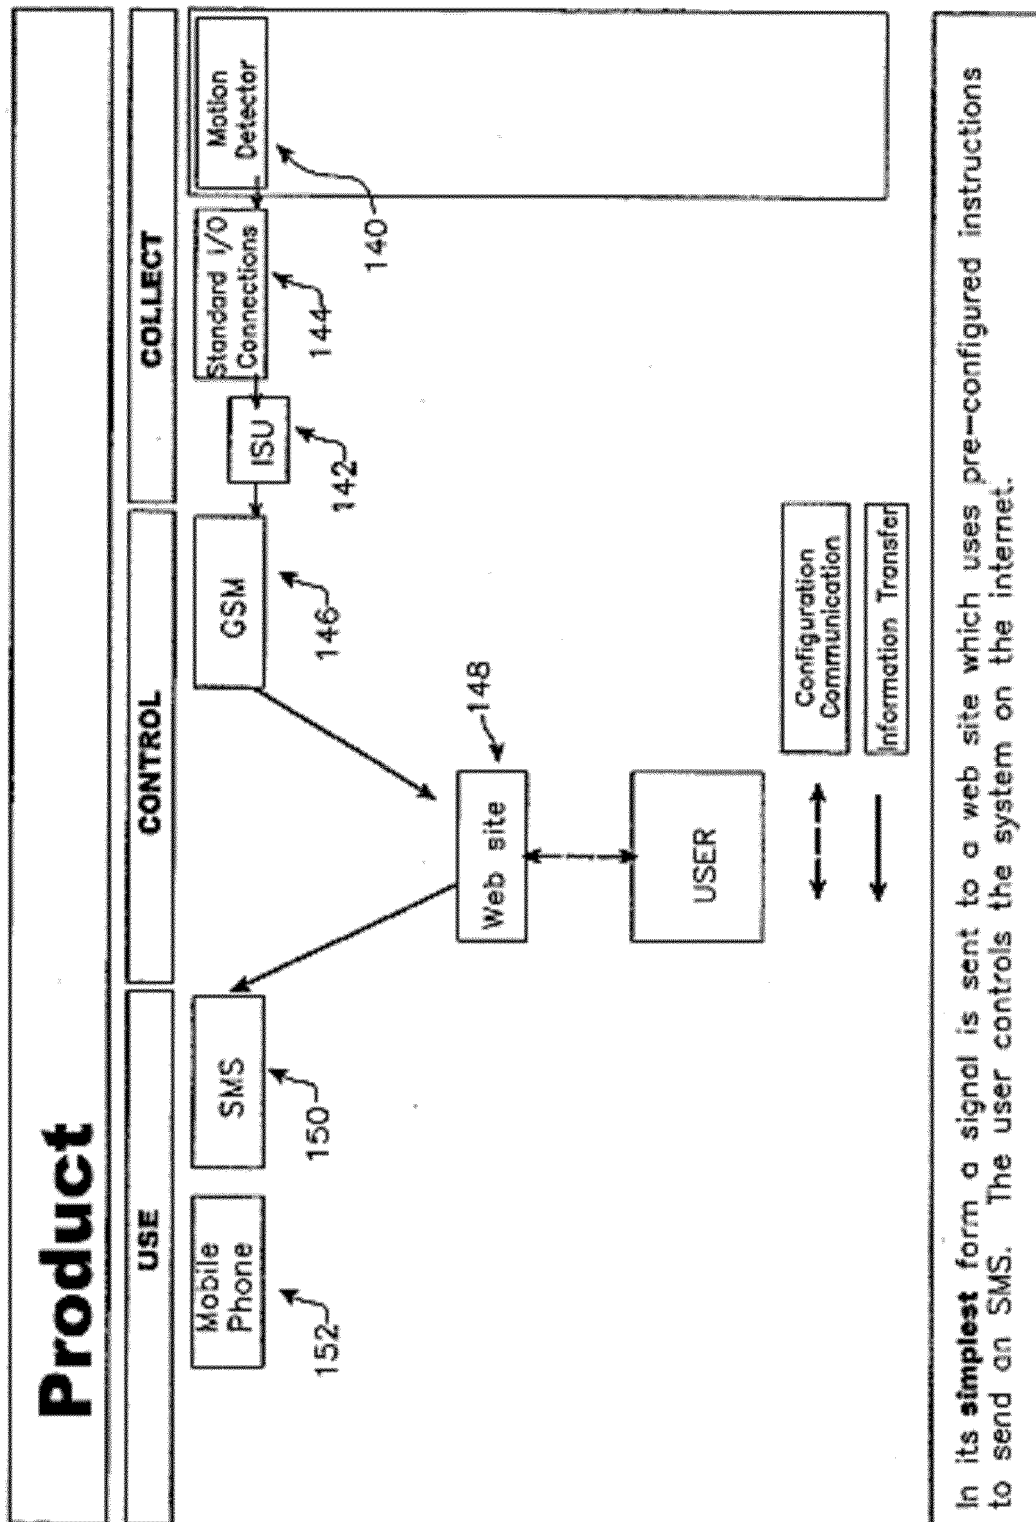 Product
USE
CONTROL
COLLECT
Mobile
Phone
152
SMS
150
GSM
146
ISU
142
Standard I/O
Connections
144
Motion
Detector
140
Web site
148
USER
Configuration
Communication
Information Transfer
In its simplest form a signal is sent to a web site which uses pre-configured instructions
to send an SMS. The user controls the system on the internet.